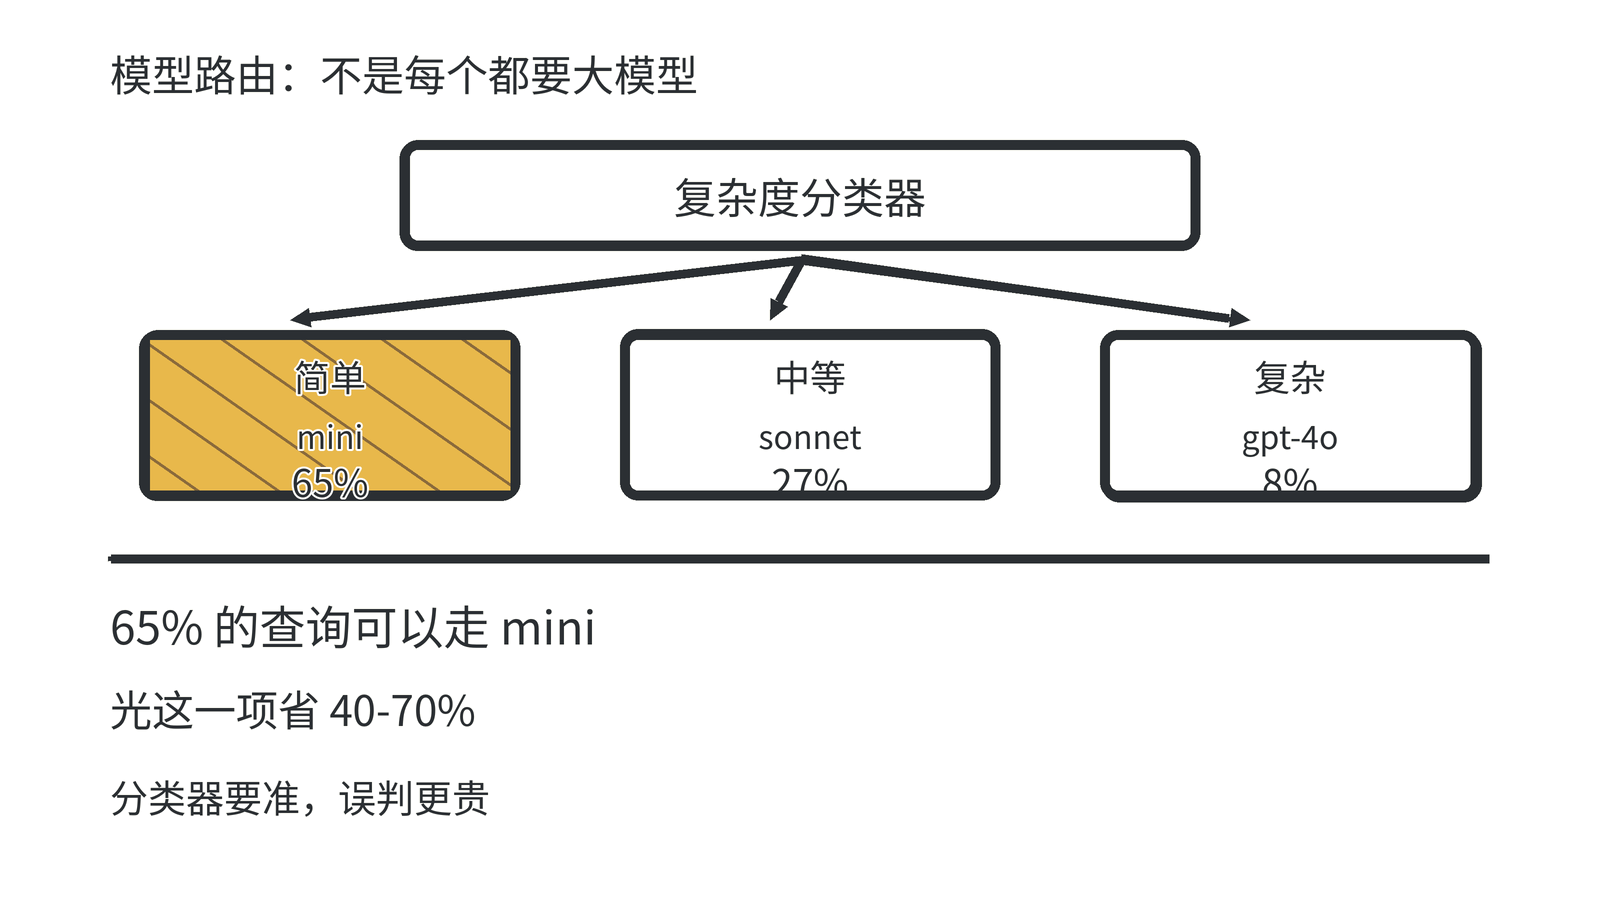 模型路由：不是每个都要大模型
复杂度分类器
简单
mini
65%
中等
sonnet
27%
复杂
gpt-4o
8%
65% 的查询可以走 mini
光这一项省 40-70%
分类器要准，误判更贵